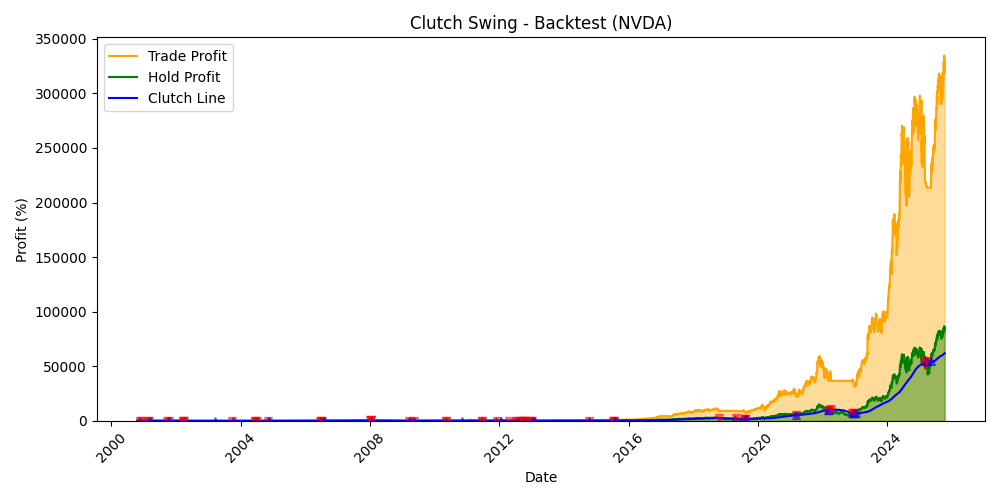 Clutch Swing - Backtest (NVDA)
Trade Profit
Hold Profit
Clutch Line
Profit (%)
350000
300000
250000
200000
150000
100000
50000
0
2000
2004
2008
2012
2016
2020
2024
Date